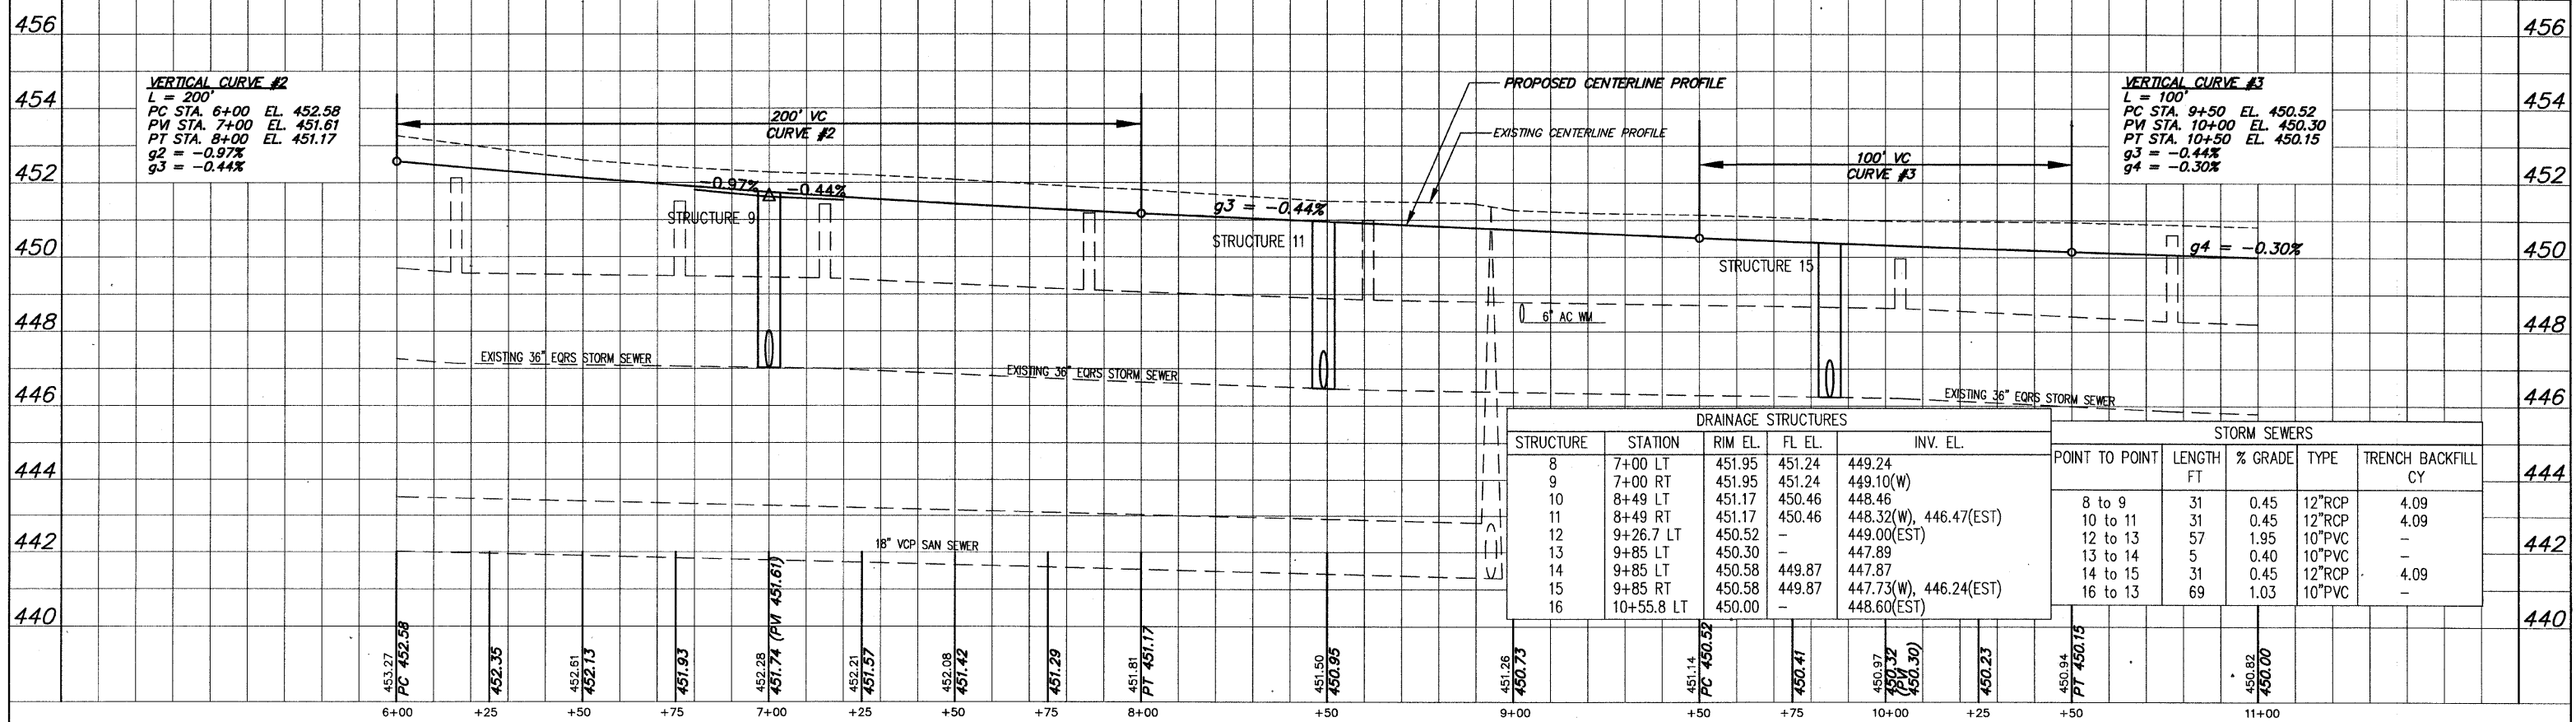 456
454
452
450
448
446
444
442
440
456
454
452
450
448
446
444
442
440
VERTICAL CURVE #2
L = 200'
PC STA. 6+00 EL. 452.58
PVI STA. 7+00 EL. 451.61
PT STA. 8+00 EL. 451.17
g2 = -0.97%
g3 = -0.44%
200' VC
CURVE #2
PROPOSED CENTERLINE PROFILE
EXISTING CENTERLINE PROFILE
100' VC
CURVE #3
VERTICAL CURVE #3
L = 100'
PC STA. 9+50 EL. 450.52
PVI STA. 10+00 EL. 450.30
PT STA. 10+50 EL. 450.15
g3 = -0.44%
g4 = -0.30%
-0.97% -0.44%
g3 = -0.44%
g4 = -0.30%
STRUCTURE 9
STRUCTURE 11
STRUCTURE 15
6" AC WM
EXISTING 36" EQRS STORM SEWER
EXISTING 36" EQRS STORM SEWER
EXISTING 36" EQRS STORM SEWER
18" VCP SAN SEWER
DRAINAGE STRUCTURES
STRUCTURE STATION RIM EL. FL EL. INV. EL.
8 7+00 LT 451.95 451.24 449.24
9 7+00 RT 451.95 451.24 449.10(W)
10 8+49 LT 451.17 450.46 448.46
11 8+49 RT 451.17 450.46 448.32(W), 446.47(EST)
12 9+26.7 LT 450.52 - 449.00(EST)
13 9+85 LT 450.30 - 447.89
14 9+85 LT 450.58 449.87 447.87
15 9+85 RT 450.58 449.87 447.73(W), 446.24(EST)
16 10+55.8 LT 450.00 - 448.60(EST)
STORM SEWERS
POINT TO POINT LENGTH FT % GRADE TYPE TRENCH BACKFILL CY
8 to 9 31 0.45 12"RCP 4.09
10 to 11 31 0.45 12"RCP 4.09
12 to 13 57 1.95 10"PVC -
13 to 14 5 0.40 10"PVC -
14 to 15 31 0.45 12"RCP 4.09
16 to 13 69 1.03 10"PVC -
453.27
PC 452.58
452.35
452.61
452.13
451.93
452.28
451.74 (PVI 451.61)
452.21
451.57
452.08
451.42
451.29
451.81
PT 451.17
451.50
450.95
451.26
450.73
451.14
PC 450.52
450.41
450.97
450.32
(PVI 450.30)
450.23
450.94
PT 450.15
450.82
450.00
6+00 +25 +50 +75 7+00 +25 +50 +75 8+00 +50 9+00 +50 +75 10+00 +25 +50 11+00